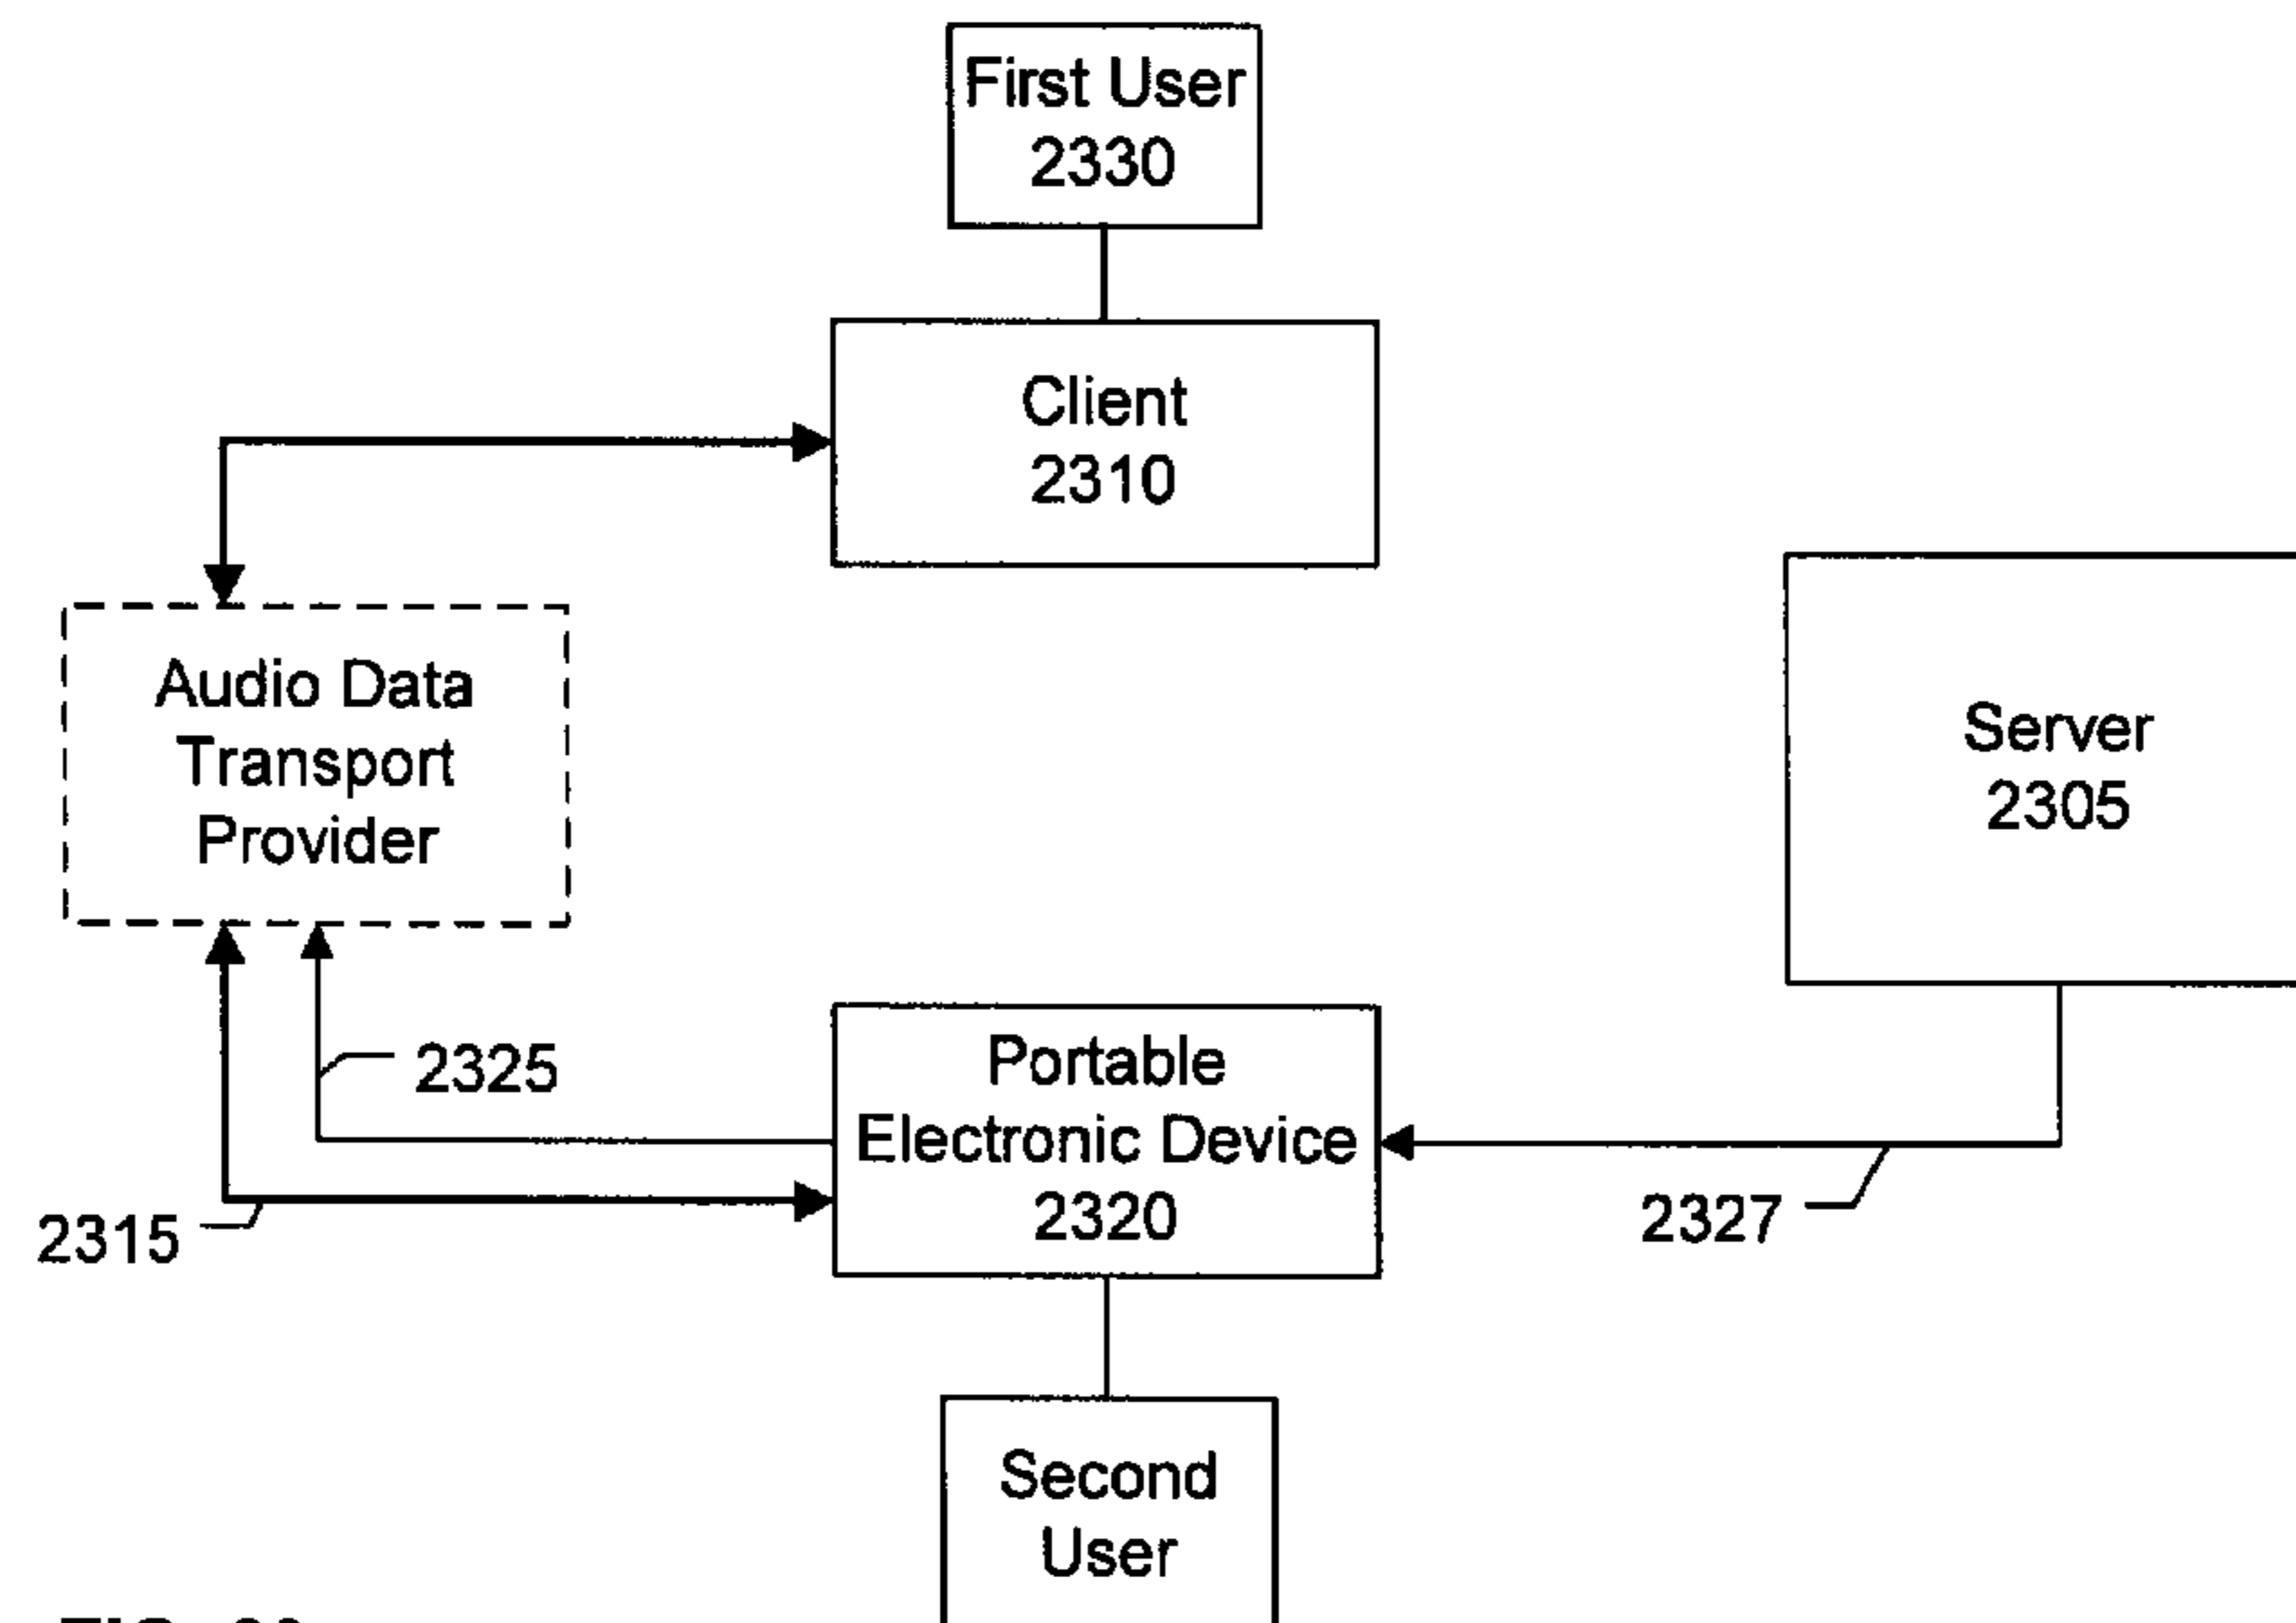 First User
2330
Client
2310
Audio Data
Transport
Provider
Server
2305
2325
Portable
Electronic Device
2320
2315
2327
Second
User